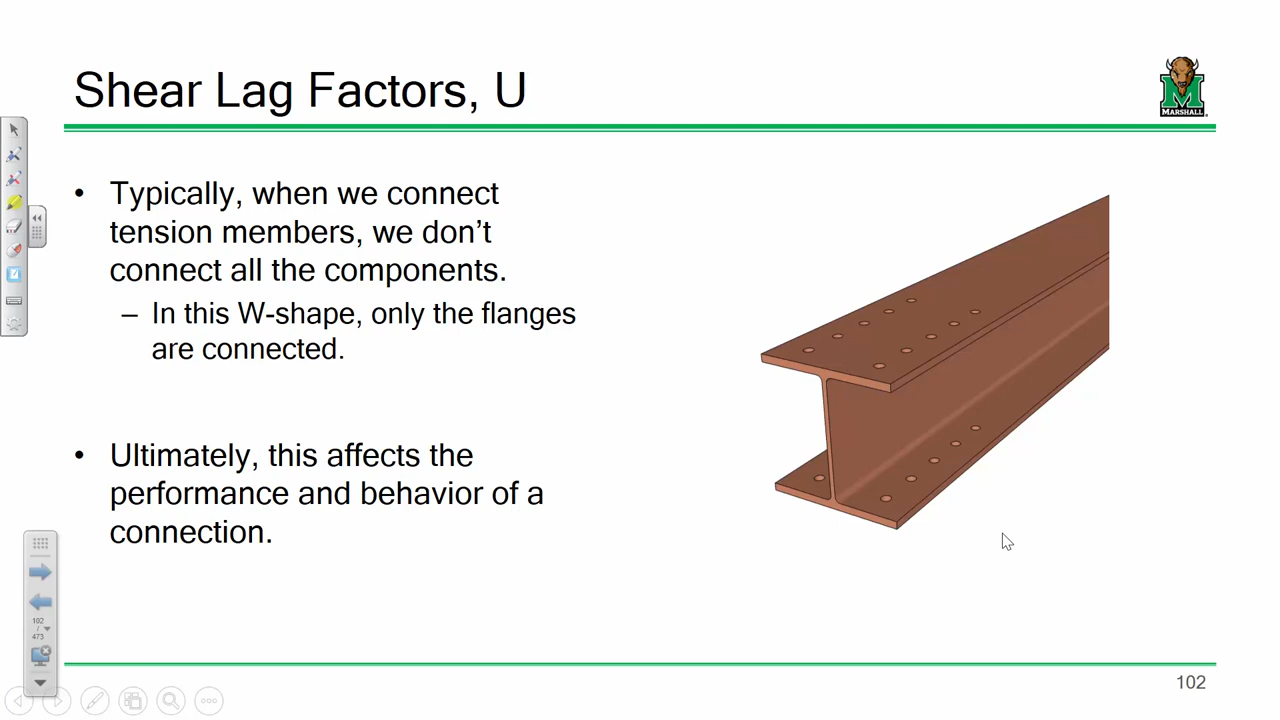 Shear Lag Factors, U
MARSHALL
• Typically, when we connect
tension members, we don’t
connect all the components.
– In this W-shape, only the flanges
are connected.
• Ultimately, this affects the
performance and behavior of a
connection.
102
/
473
102